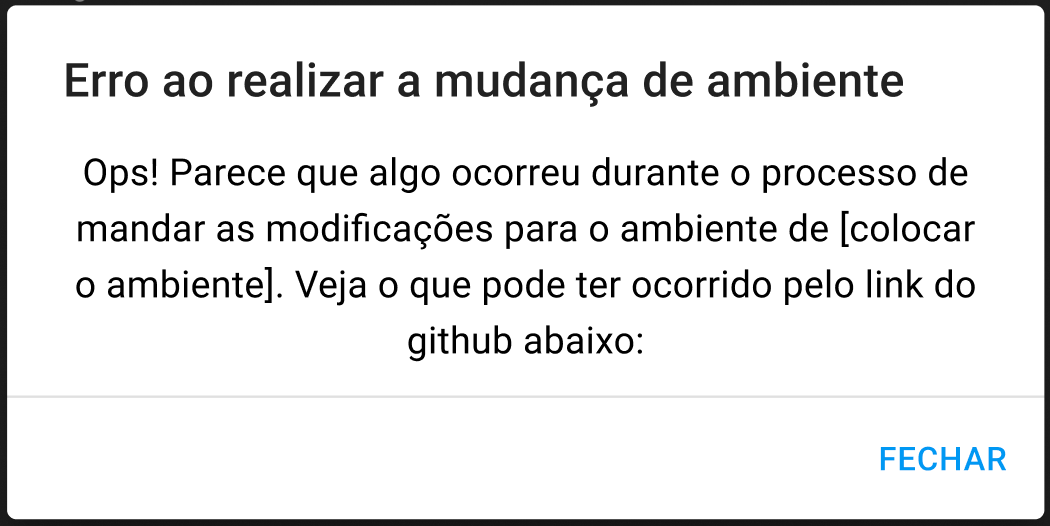 Erro ao realizar a mudança de ambiente
Ops! Parece que algo ocorreu durante o processo de
mandar as modificações para o ambiente de [colocar
o ambiente]. Veja o que pode ter ocorrido pelo link do
github abaixo:
FECHAR